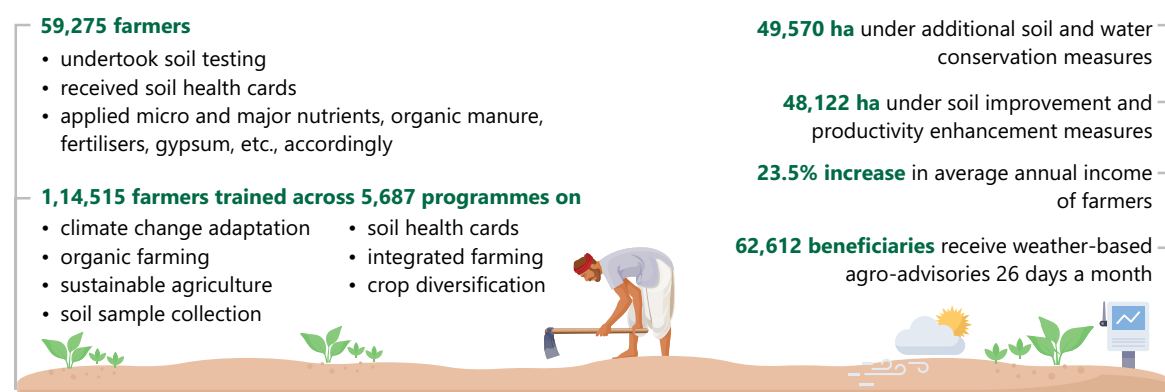 59,275 farmers
• undertook soil testing
• received soil health cards
• applied micro and major nutrients, organic manure,
fertilisers, gypsum, etc., accordingly
1,14,515 farmers trained across 5,687 programmes on
• climate change adaptation
• organic farming
• sustainable agriculture
• soil sample collection
• soil health cards
• integrated farming
• crop diversification
49,570 ha under additional soil and water
conservation measures
48,122 ha under soil improvement and
productivity enhancement measures
23.5% increase in average annual income
of farmers
62,612 beneficiaries receive weather-based
agro-advisories 26 days a month